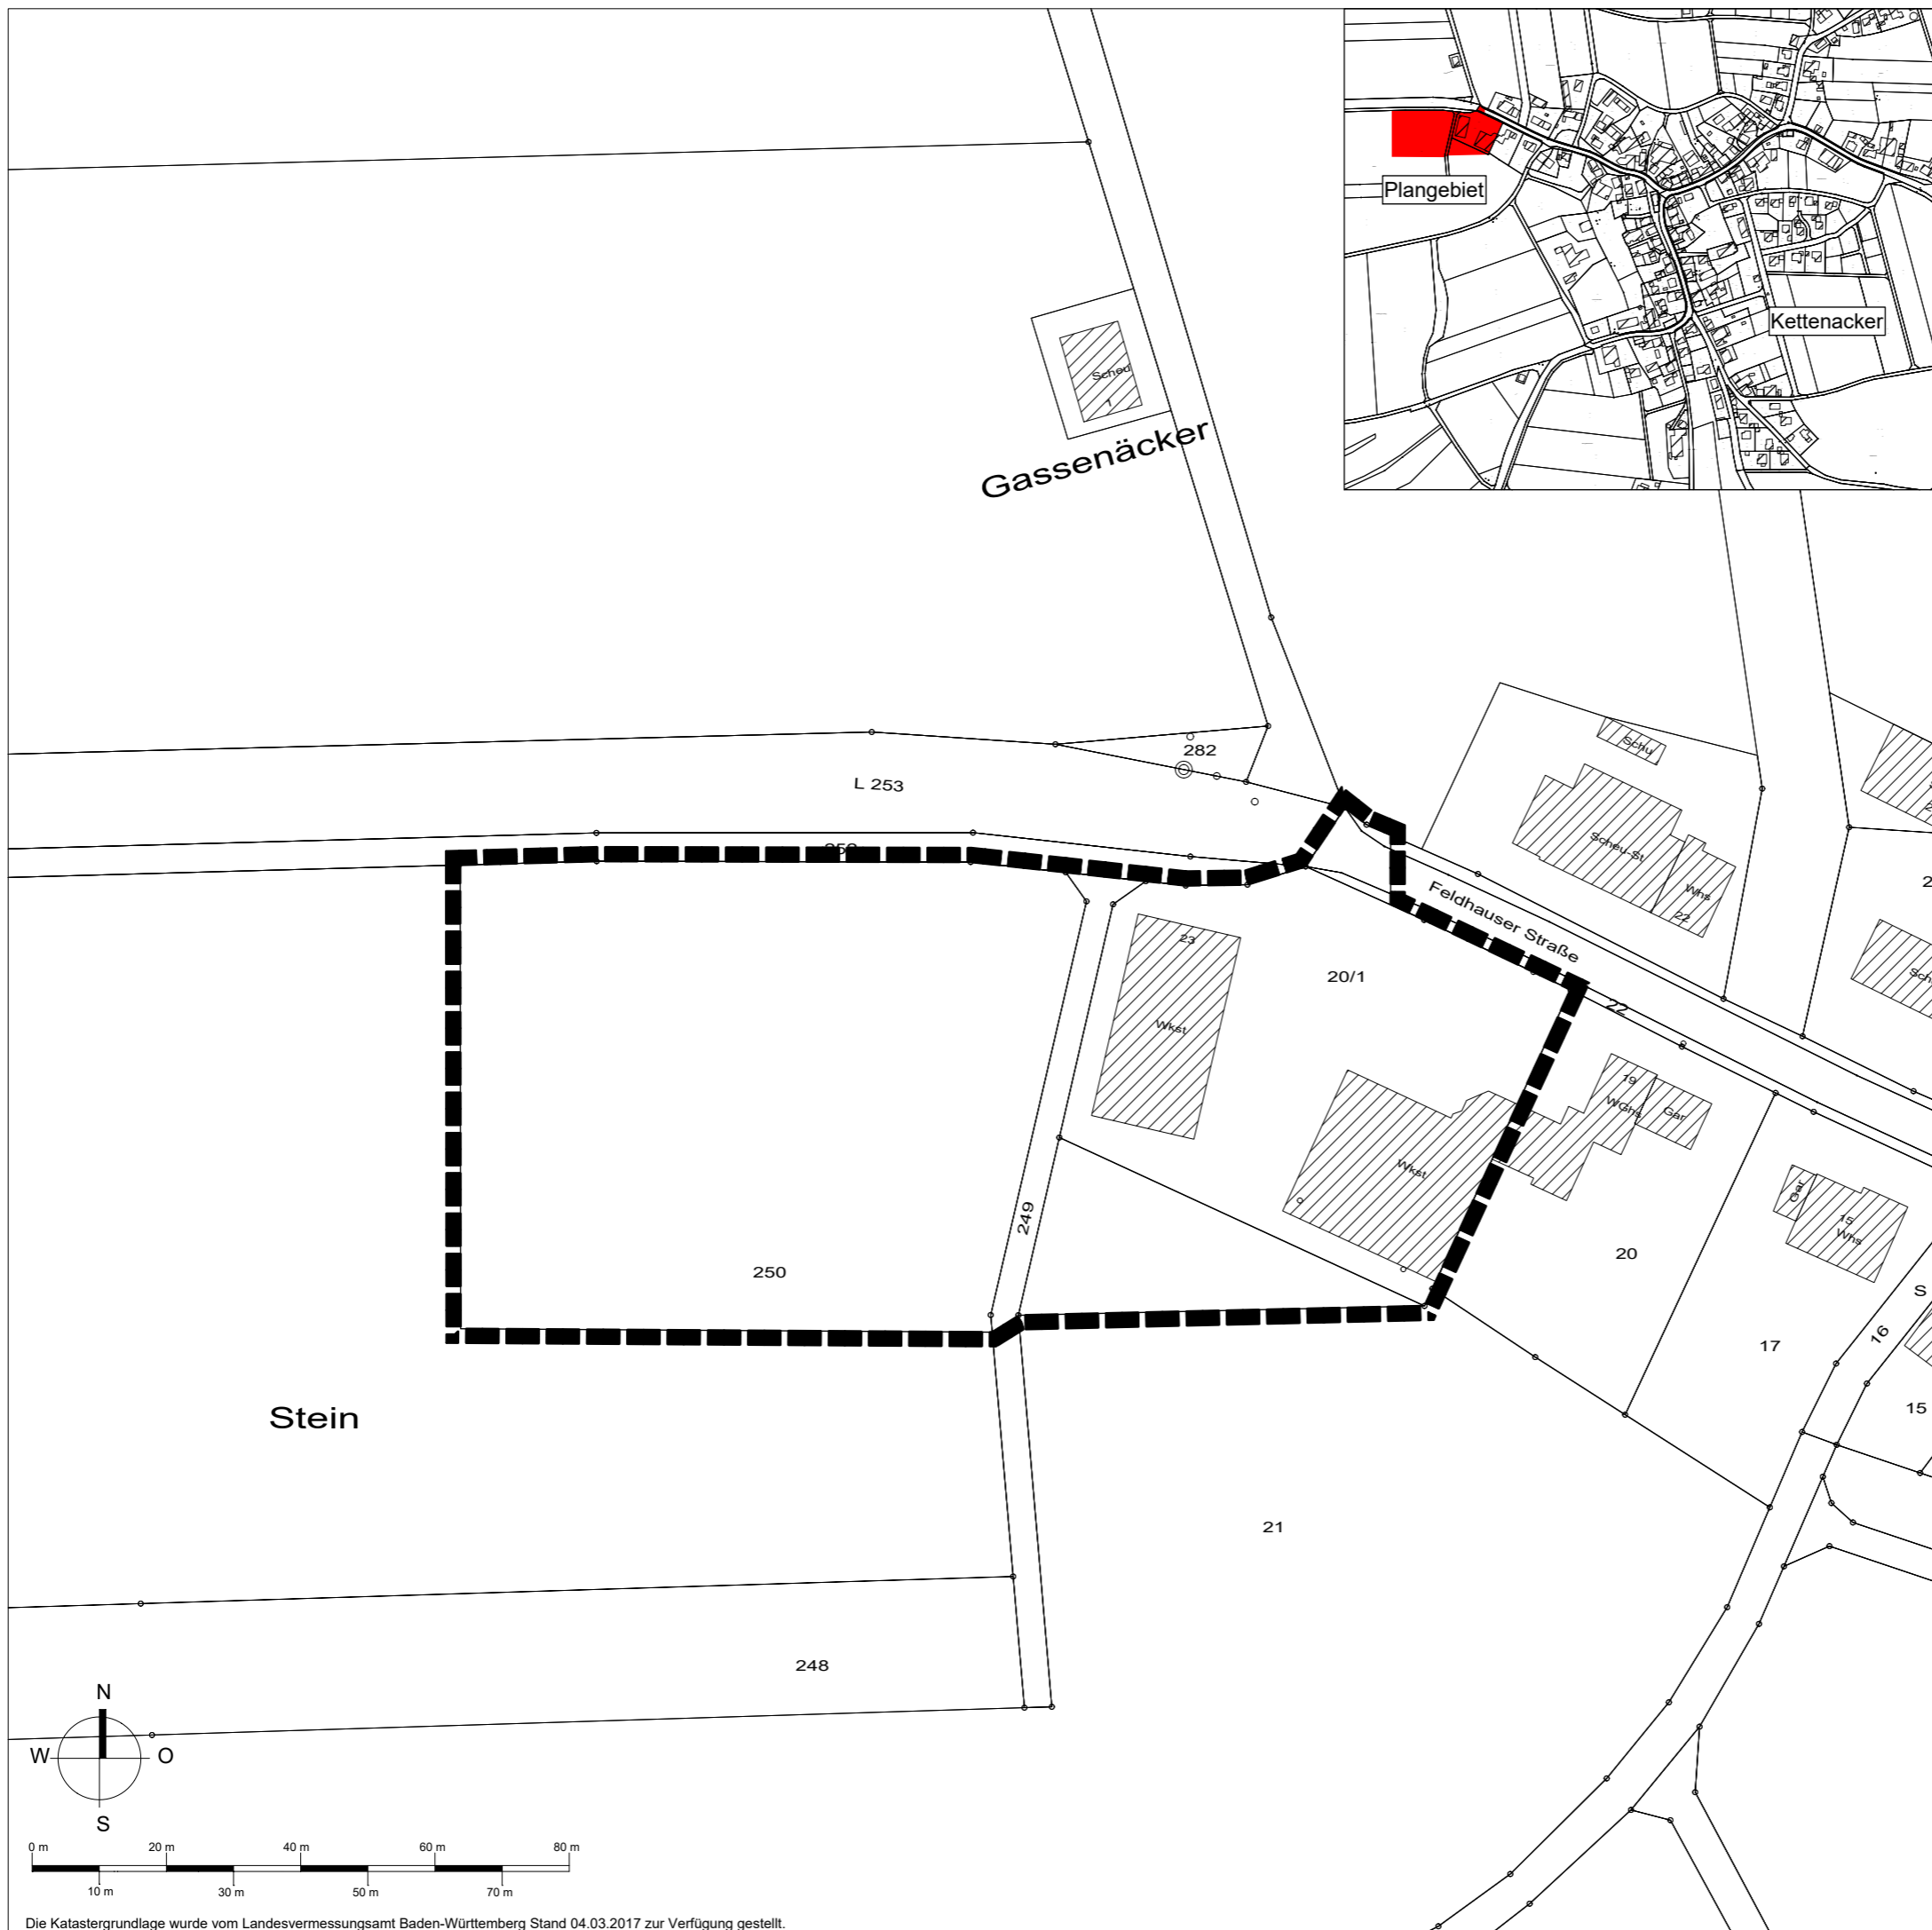 Plangebiet
Kettenacker
Scheu
1
Gassenäcker
282
L 253
Schu
Scheu-St
Whs
22
Feldhauser Straße
23
20/1
Wkst
22
19
WGhs
Gar
Wkst
Gar
15
Whs
249
20
250
S
16
17
15
Stein
21
248
N
W
O
S
0 m
20 m
40 m
60 m
80 m
10 m
30 m
50 m
70 m
Die Katastergrundlage wurde vom Landesvermessungsamt Baden-Württemberg Stand 04.03.2017 zur Verfügung gestellt.